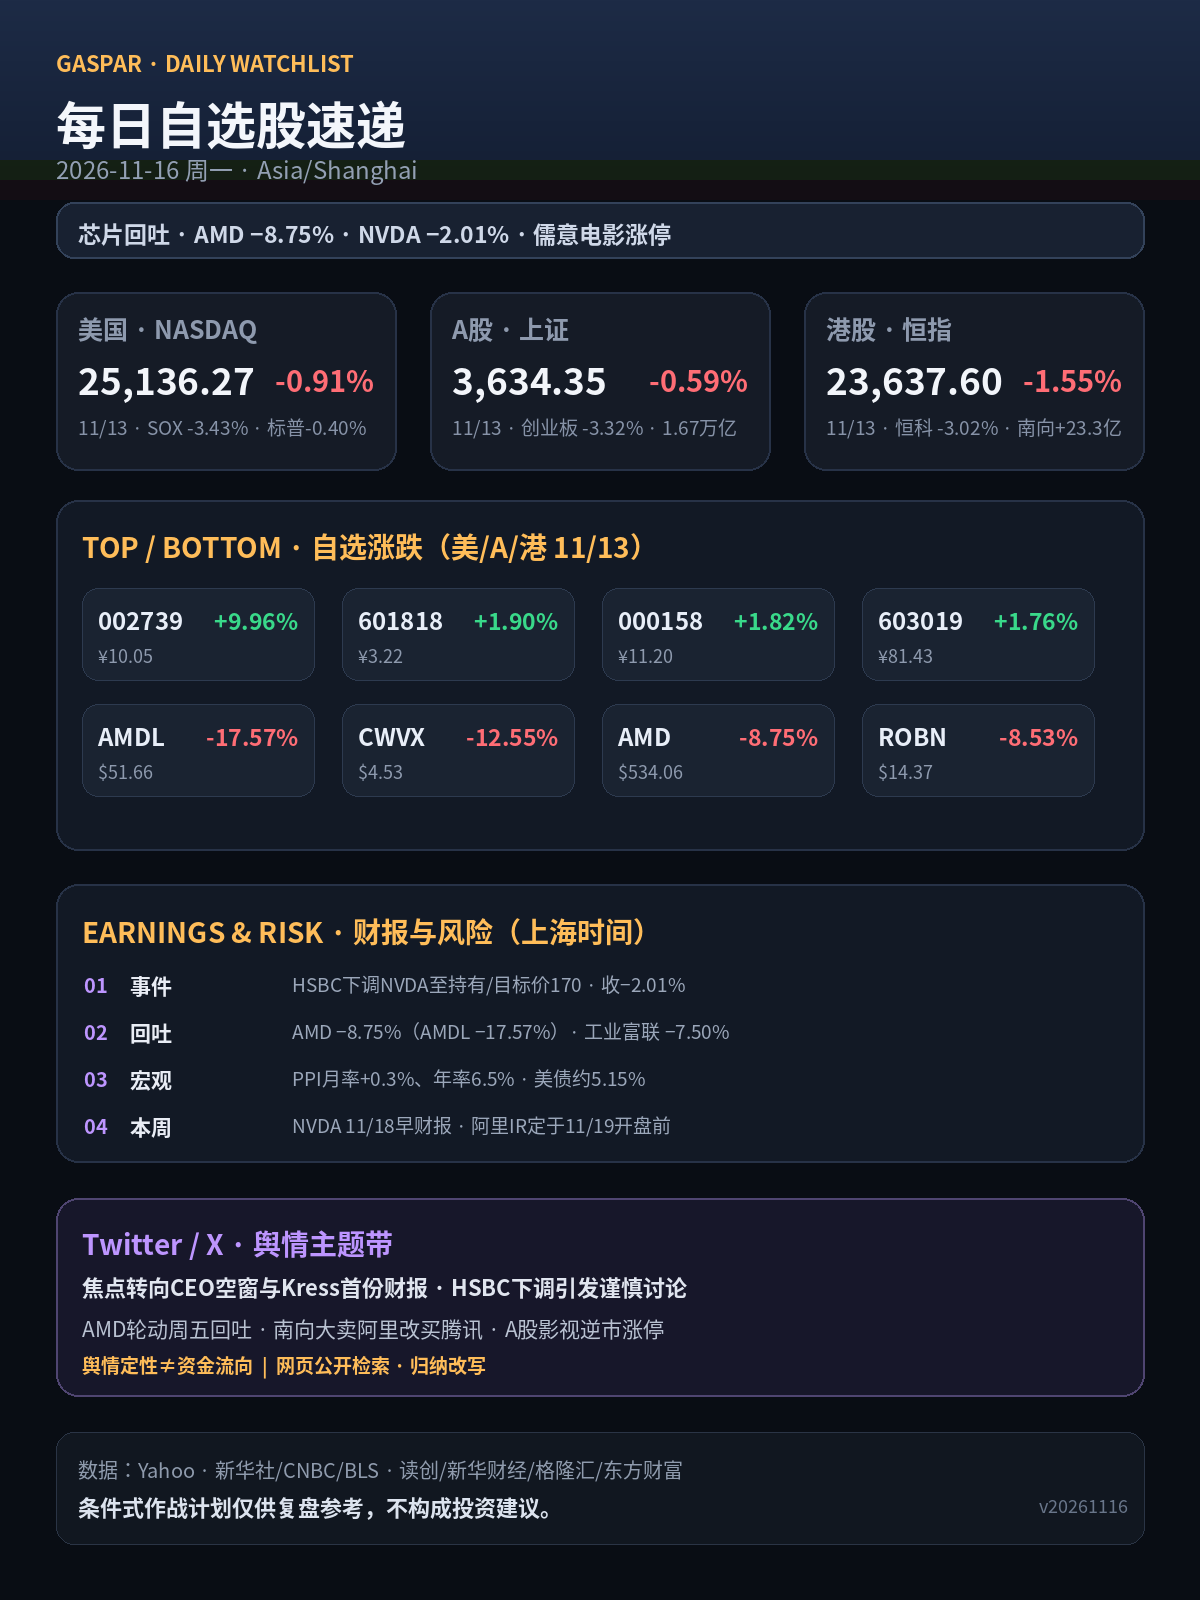 GASPAR · DAILY WATCHLIST
每日自选股速递
2026-11-16 周一 · Asia/Shanghai
芯片回吐 · AMD −8.75% · NVDA −2.01% · 儒意电影涨停
美国 · NASDAQ
25,136.27 -0.91%
11/13 · SOX -3.43% · 标普-0.40%
A股 · 上证
3,634.35 -0.59%
11/13 · 创业板 -3.32% · 1.67万亿
港股 · 恒指
23,637.60 -1.55%
11/13 · 恒科 -3.02% · 南向+23.3亿
TOP / BOTTOM · 自选涨跌（美/A/港 11/13）
002739 +9.96%
¥10.05
601818 +1.90%
¥3.22
000158 +1.82%
¥11.20
603019 +1.76%
¥81.43
AMDL -17.57%
$51.66
CWVX -12.55%
$4.53
AMD -8.75%
$534.06
ROBN -8.53%
$14.37
EARNINGS & RISK · 财报与风险（上海时间）
01 事件 HSBC下调NVDA至持有/目标价170 · 收−2.01%
02 回吐 AMD −8.75%（AMDL −17.57%）· 工业富联 −7.50%
03 宏观 PPI月率+0.3%、年率6.5% · 美债约5.15%
04 本周 NVDA 11/18早财报 · 阿里IR定于11/19开盘前
Twitter / X · 舆情主题带
焦点转向CEO空窗与Kress首份财报 · HSBC下调引发谨慎讨论
AMD轮动周五回吐 · 南向大卖阿里改买腾讯 · A股影视逆市涨停
舆情定性≠资金流向 | 网页公开检索 · 归纳改写
数据：Yahoo · 新华社/CNBC/BLS · 读创/新华财经/格隆汇/东方财富
条件式作战计划仅供复盘参考，不构成投资建议。
v20261116